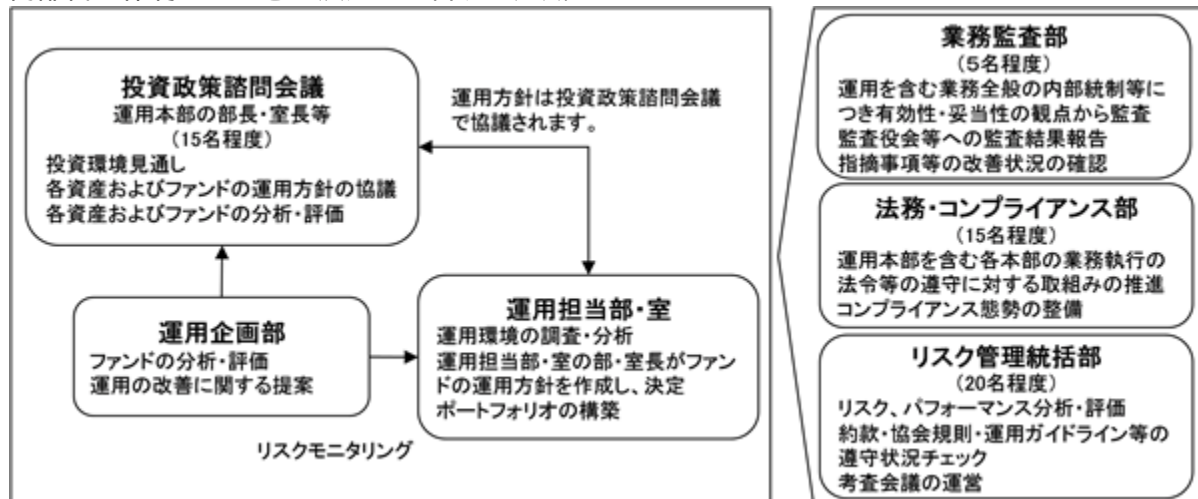 投資政策諮問会議
運用本部の部長・室長等
(15名程度)
投資環境見通し
各資産およびファンドの運用方針の協議
各資産およびファンドの分析・評価
運用方針は投資政策諮問会議
で協議されます。
運用企画部
ファンドの分析・評価
運用の改善に関する提案
運用担当部・室
運用環境の調査・分析
運用担当部・室の部・室長がファン
ドの運用方針を作成し、決定
ポートフォリオの構築
リスクモニタリング
業務監査部
(5名程度)
運用を含む業務全般の内部統制等に
つき有効性・妥当性の観点から監査
監査役会等への監査結果報告
指摘事項等の改善状況の確認
法務・コンプライアンス部
(15名程度)
運用本部を含む各本部の業務執行の
法令等の遵守に対する取組みの推進
コンプライアンス態勢の整備
リスク管理統括部
(20名程度)
リスク、パフォーマンス分析・評価
約款・協会規則・運用ガイドライン等の
遵守状況チェック
考査会議の運営